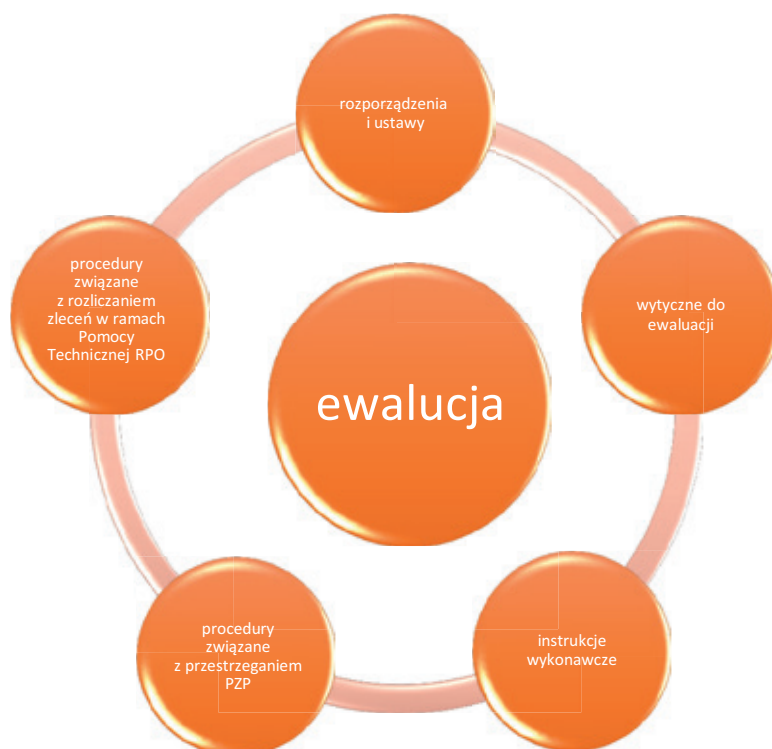 rozporządzenia
i ustawy
wytyczne do
ewaluacji
instrukcje
wykonawcze
procedury
związane
z przestrzeganiem
PZP
procedury
związane
z rozliczaniem
zleceń w ramach
Pomocy
Technicznej RPO
ewalucja